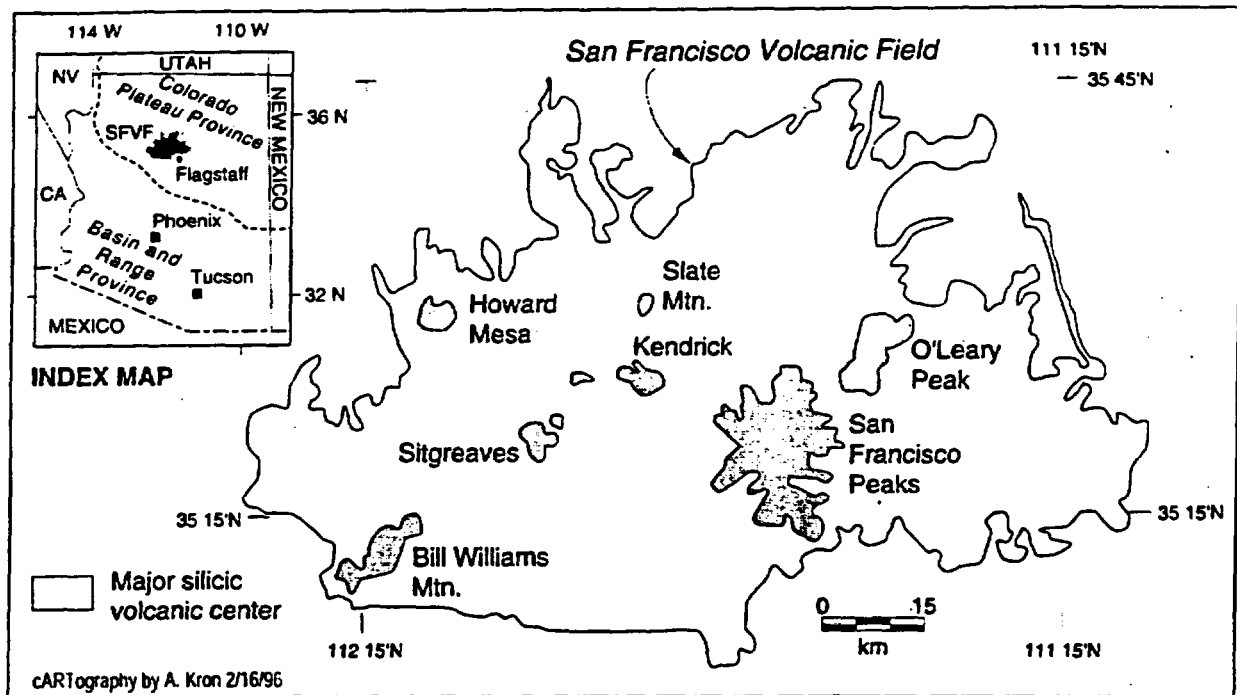 114 W
110 W
UTAH
NV
Colorado
Plateau Province
NEW MEXICO
36 N
SFVF
Flagstaff
CA
Phoenix
Basin and
Range
Province
Tucson
32 N
MEXICO
INDEX MAP
San Francisco Volcanic Field
111 15'N
35 45'N
Howard
Mesa
Slate
Mtn.
Kendrick
O'Leary
Peak
Sitgreaves
San
Francisco
Peaks
35 15'N
35 15'N
Bill Williams
Mtn.
Major silicic
volcanic center
0 15
km
112 15'N
111 15'N
cARTography by A. Kron 2/16/96